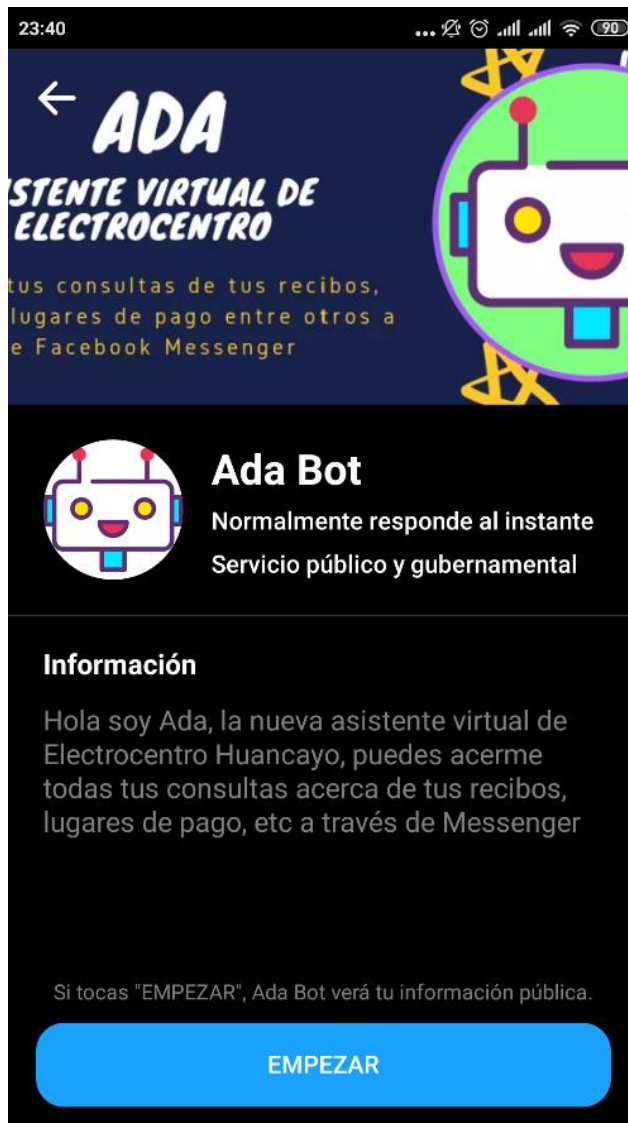 23:40
90
ADA
ISTENTE VIRTUAL DE
ELECTROCENTRO
tus consultas de tus recibos,
lugares de pago entre otros a
e Facebook Messenger
Ada Bot
Normalmente responde al instante
Servicio público y gubernamental
Información
Hola soy Ada, la nueva asistente virtual de
Electrocentro Huancayo, puedes acerme
todas tus consultas acerca de tus recibos,
lugares de pago, etc a través de Messenger
Si tocas "EMPEZAR", Ada Bot verá tu información pública.
EMPEZAR